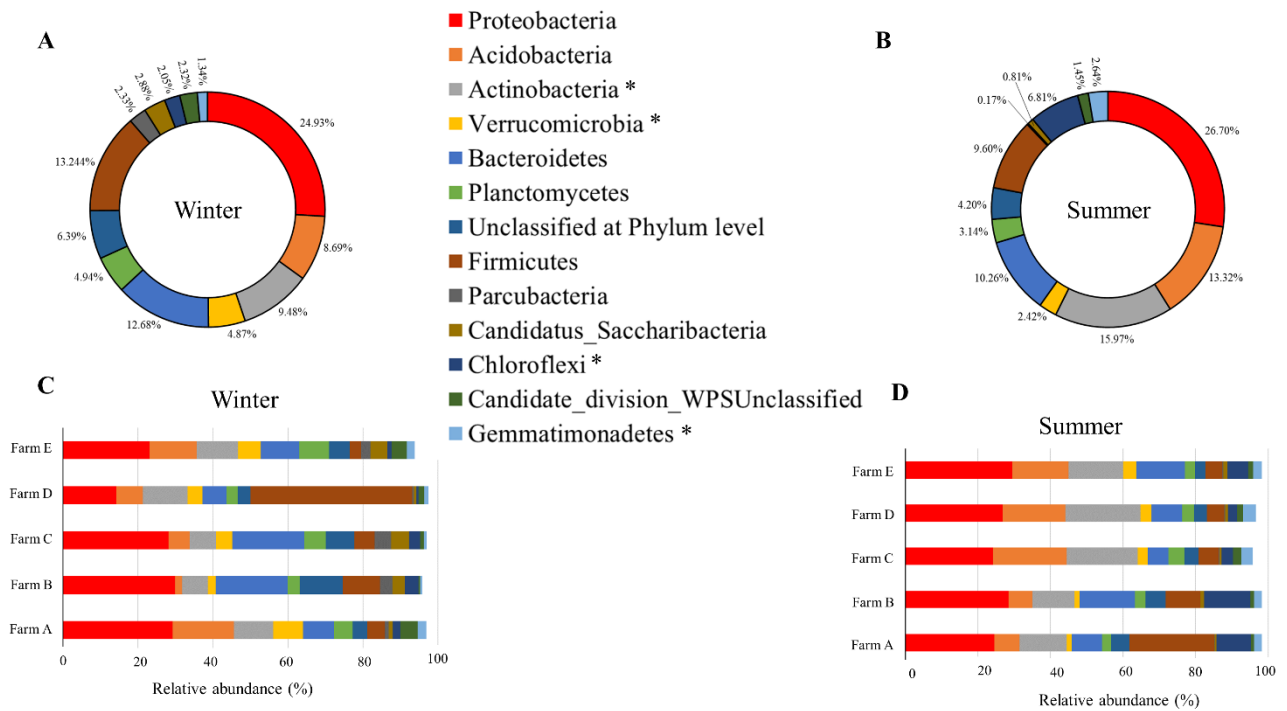 A
Winter
24.93%
8.69%
9.48%
4.87%
12.68%
4.94%
6.39%
13.244%
2.33%
2.88%
2.05%
2.32%
1.34%
Proteobacteria
Acidobacteria
Actinobacteria *
Verrucomicrobia *
Bacteroidetes
Planctomycetes
Unclassified at Phylum level
Firmicutes
Parcubacteria
Candidatus_Saccharibacteria
Chloroflexi *
Candidate_division_WPSUnclassified
Gemmatimonadetes *
B
Summer
26.70%
13.32%
15.97%
2.42%
10.26%
3.14%
4.20%
9.60%
0.17%
0.81%
6.81%
1.45%
2.64%
C
Winter
Farm E
Farm D
Farm C
Farm B
Farm A
0 20 40 60 80 100
Relative abundance (%)
D
Summer
Farm E
Farm D
Farm C
Farm B
Farm A
0 20 40 60 80 100
Relative abundance (%)